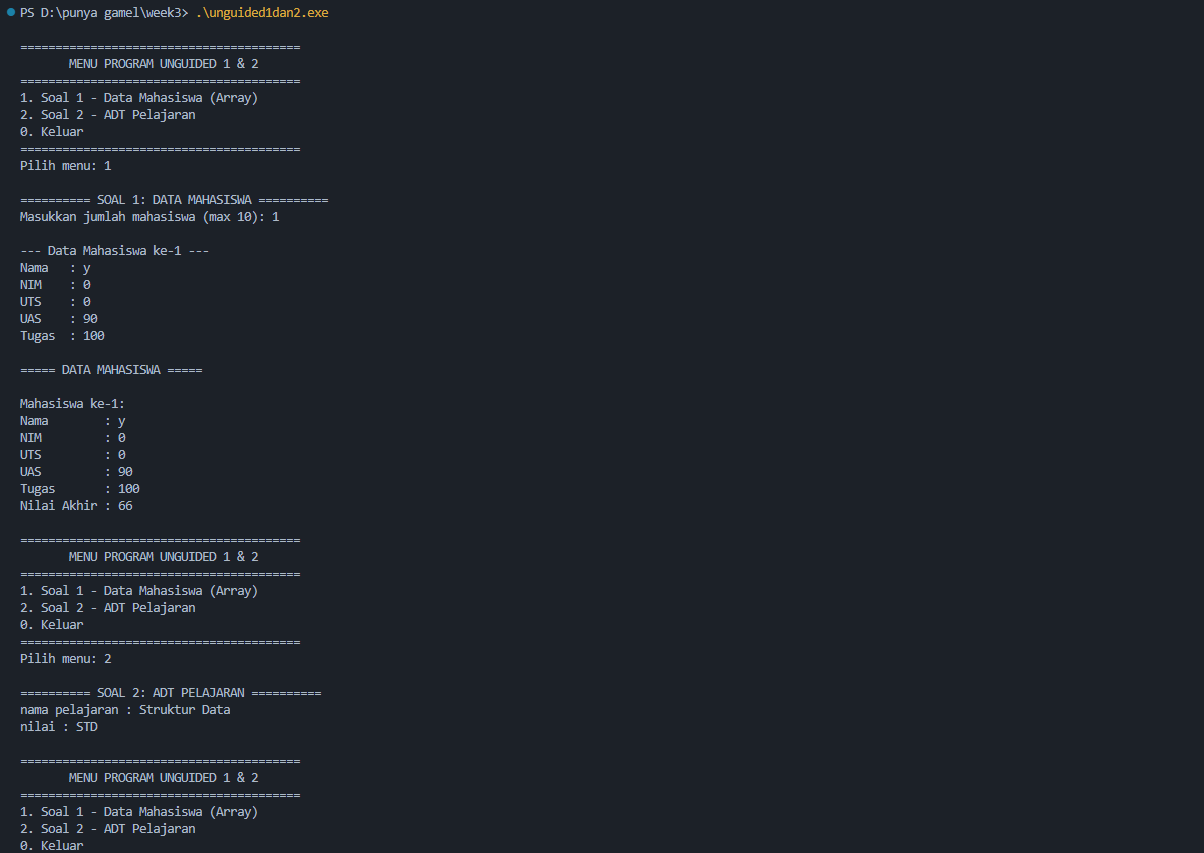 PS D:\punya gamel\week3> .\unguided1dan2.exe
========================================
MENU PROGRAM UNGUIDED 1 & 2
========================================
1. Soal 1 - Data Mahasiswa (Array)
2. Soal 2 - ADT Pelajaran
0. Keluar
========================================
Pilih menu: 1
========== SOAL 1: DATA MAHASISWA ==========
Masukkan jumlah mahasiswa (max 10): 1
--- Data Mahasiswa ke-1 ---
Nama   : y
NIM    : 0
UTS    : 0
UAS    : 90
Tugas  : 100
===== DATA MAHASISWA =====
Mahasiswa ke-1:
Nama        : y
NIM         : 0
UTS         : 0
UAS         : 90
Tugas       : 100
Nilai Akhir : 66
========================================
MENU PROGRAM UNGUIDED 1 & 2
========================================
1. Soal 1 - Data Mahasiswa (Array)
2. Soal 2 - ADT Pelajaran
0. Keluar
========================================
Pilih menu: 2
========== SOAL 2: ADT PELAJARAN ==========
nama pelajaran : Struktur Data
nilai : STD
========================================
MENU PROGRAM UNGUIDED 1 & 2
========================================
1. Soal 1 - Data Mahasiswa (Array)
2. Soal 2 - ADT Pelajaran
0. Keluar